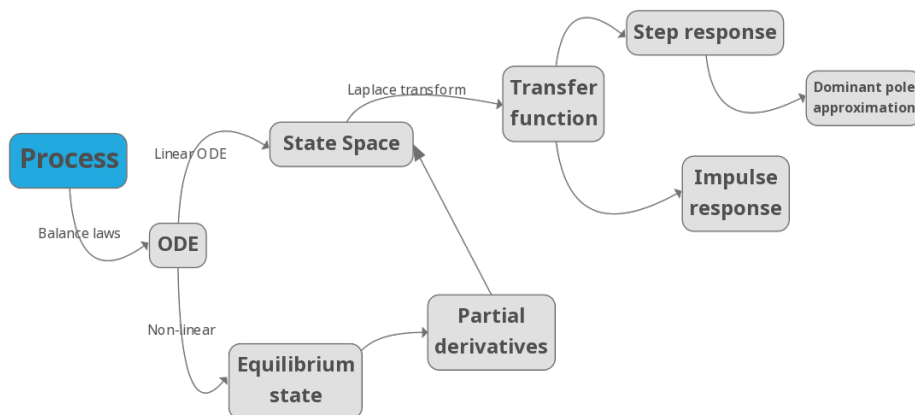 Process
Balance laws
ODE
Linear ODE
State Space
Laplace transform
Transfer
function
Step response
Dominant pole
approximation
Impulse
response
Non-linear
Equilibrium
state
Partial
derivatives